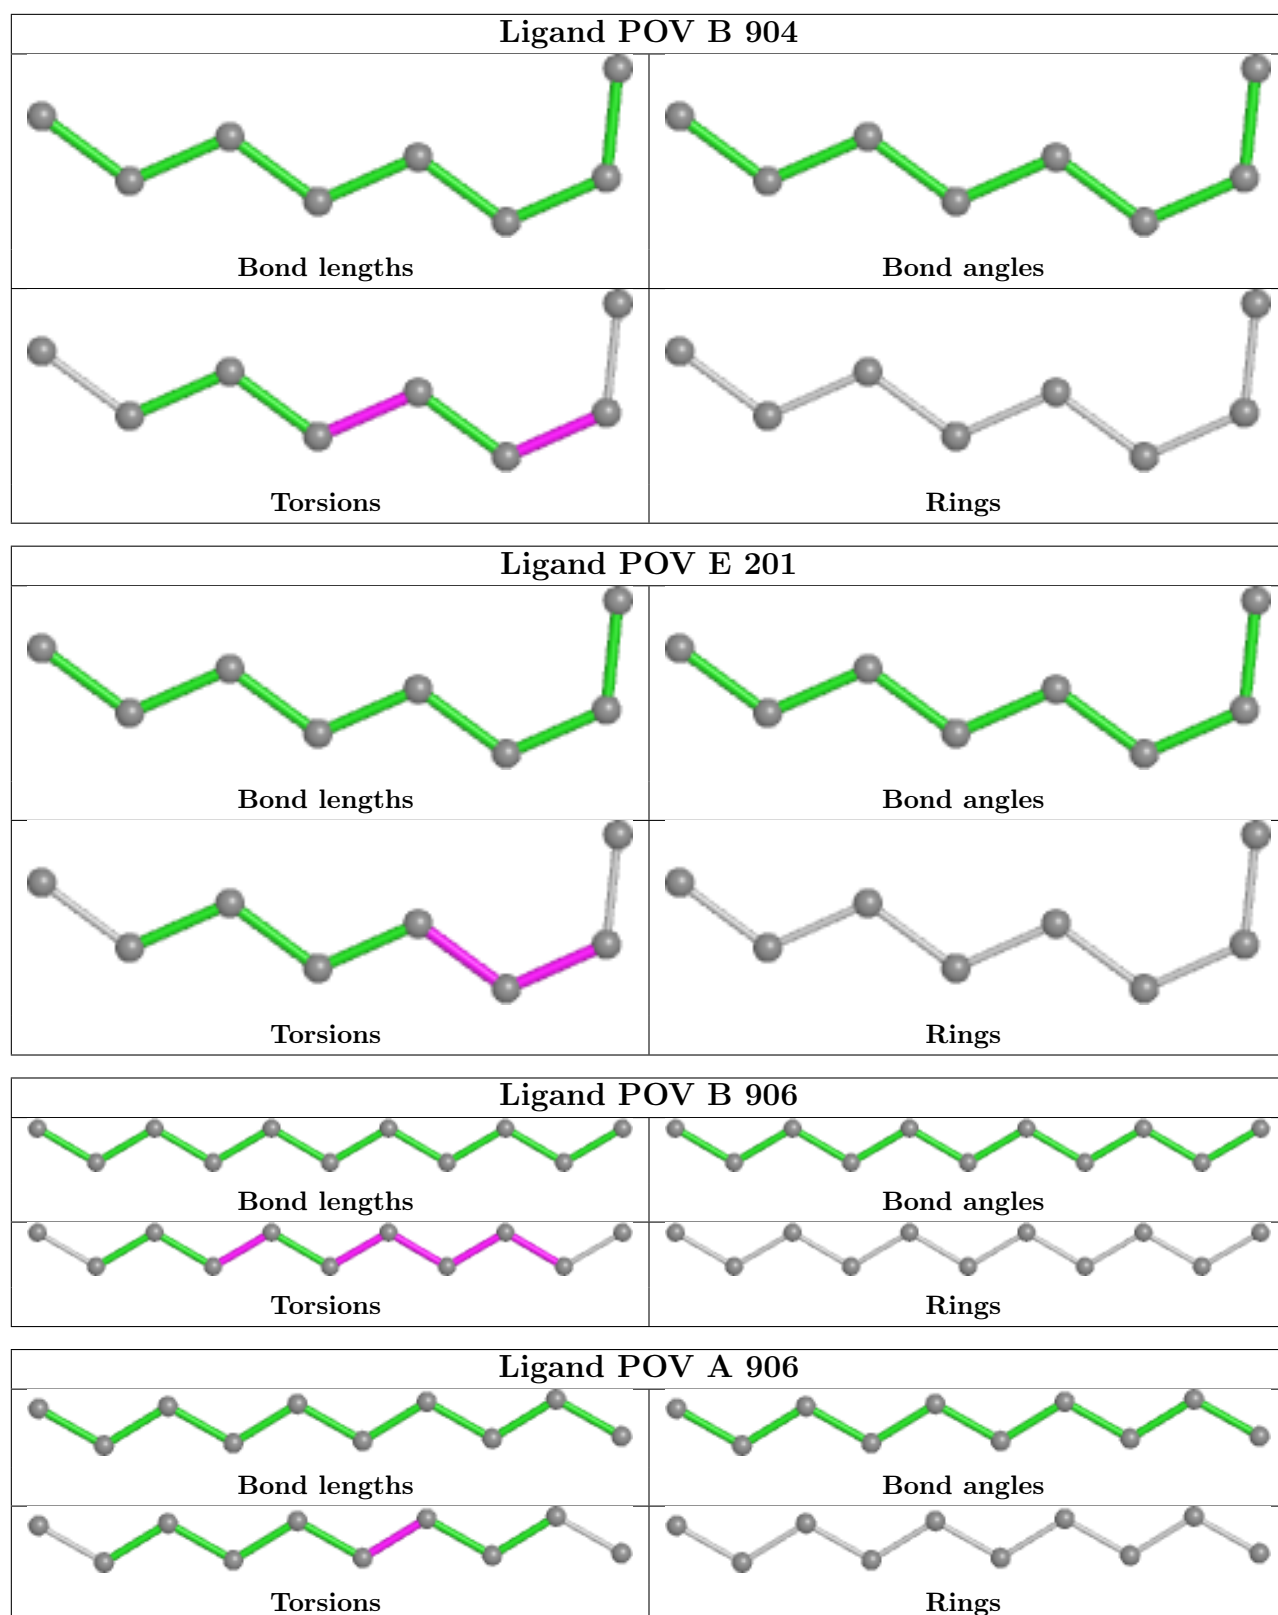 Ligand POV B 904
Bond lengths Bond angles
Torsions Rings
Ligand POV E 201
Bond lengths Bond angles
Torsions Rings
Ligand POV B 906
Bond lengths Bond angles
Torsions Rings
Ligand POV A 906
Bond lengths Bond angles
Torsions Rings